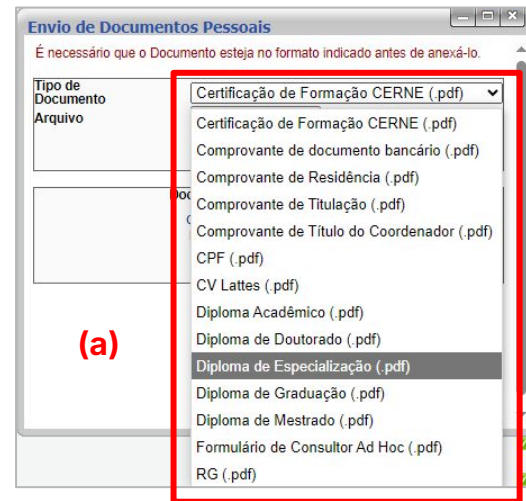 Envio de Documentos Pessoais
É necessário que o Documento esteja no formato indicado antes de anexá-lo.
Tipo de
Documento
Certificação de Formação CERNE (.pdf)
Arquivo
Certificação de Formação CERNE (.pdf)
Comprovante de documento bancário (.pdf)
Comprovante de Residência (.pdf)
Comprovante de Titulação (.pdf)
Comprovante de Título do Coordenador (.pdf)
CPF (.pdf)
CV Lattes (.pdf)
Diploma Acadêmico (.pdf)
Diploma de Doutorado (.pdf)
Diploma de Especialização (.pdf)
Diploma de Graduação (.pdf)
Diploma de Mestrado (.pdf)
Formulário de Consultor Ad Hoc (.pdf)
RG (.pdf)
(a)